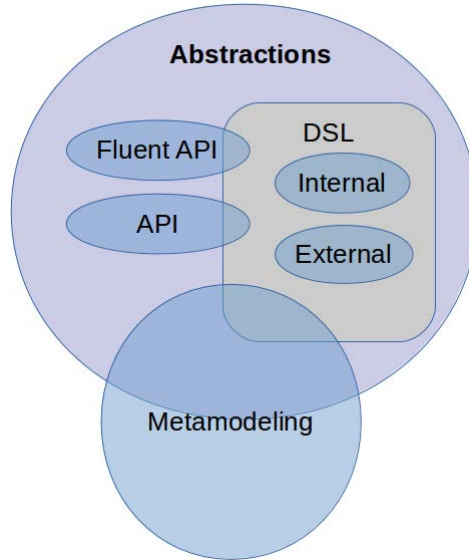 Abstractions
DSL
Fluent API
Internal
API
External
Metamodeling